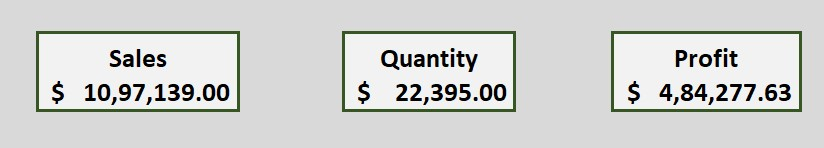 Sales
$ 10,97,139.00
Quantity
$ 22,395.00
Profit
$ 4,84,277.63